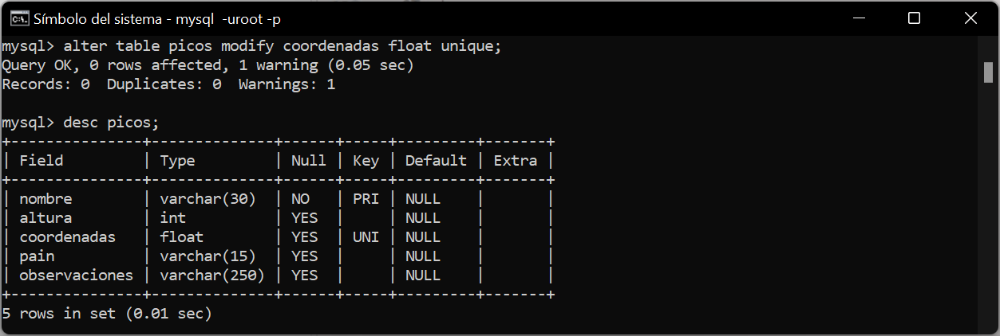 Símbolo del sistema - mysql  -uroot -p
mysql> alter table picos modify coordenadas float unique;
Query OK, 0 rows affected, 1 warning (0.05 sec)
Records: 0  Duplicates: 0  Warnings: 1
mysql> desc picos;
+---------------+--------------+------+-----+---------+-------+
| Field         | Type         | Null | Key | Default | Extra |
+---------------+--------------+------+-----+---------+-------+
| nombre        | varchar(30)  | NO   | PRI | NULL    |       |
| altura        | int          | YES  |     | NULL    |       |
| coordenadas   | float        | YES  | UNI | NULL    |       |
| pain          | varchar(15)  | YES  |     | NULL    |       |
| observaciones | varchar(250) | YES  |     | NULL    |       |
+---------------+--------------+------+-----+---------+-------+
5 rows in set (0.01 sec)